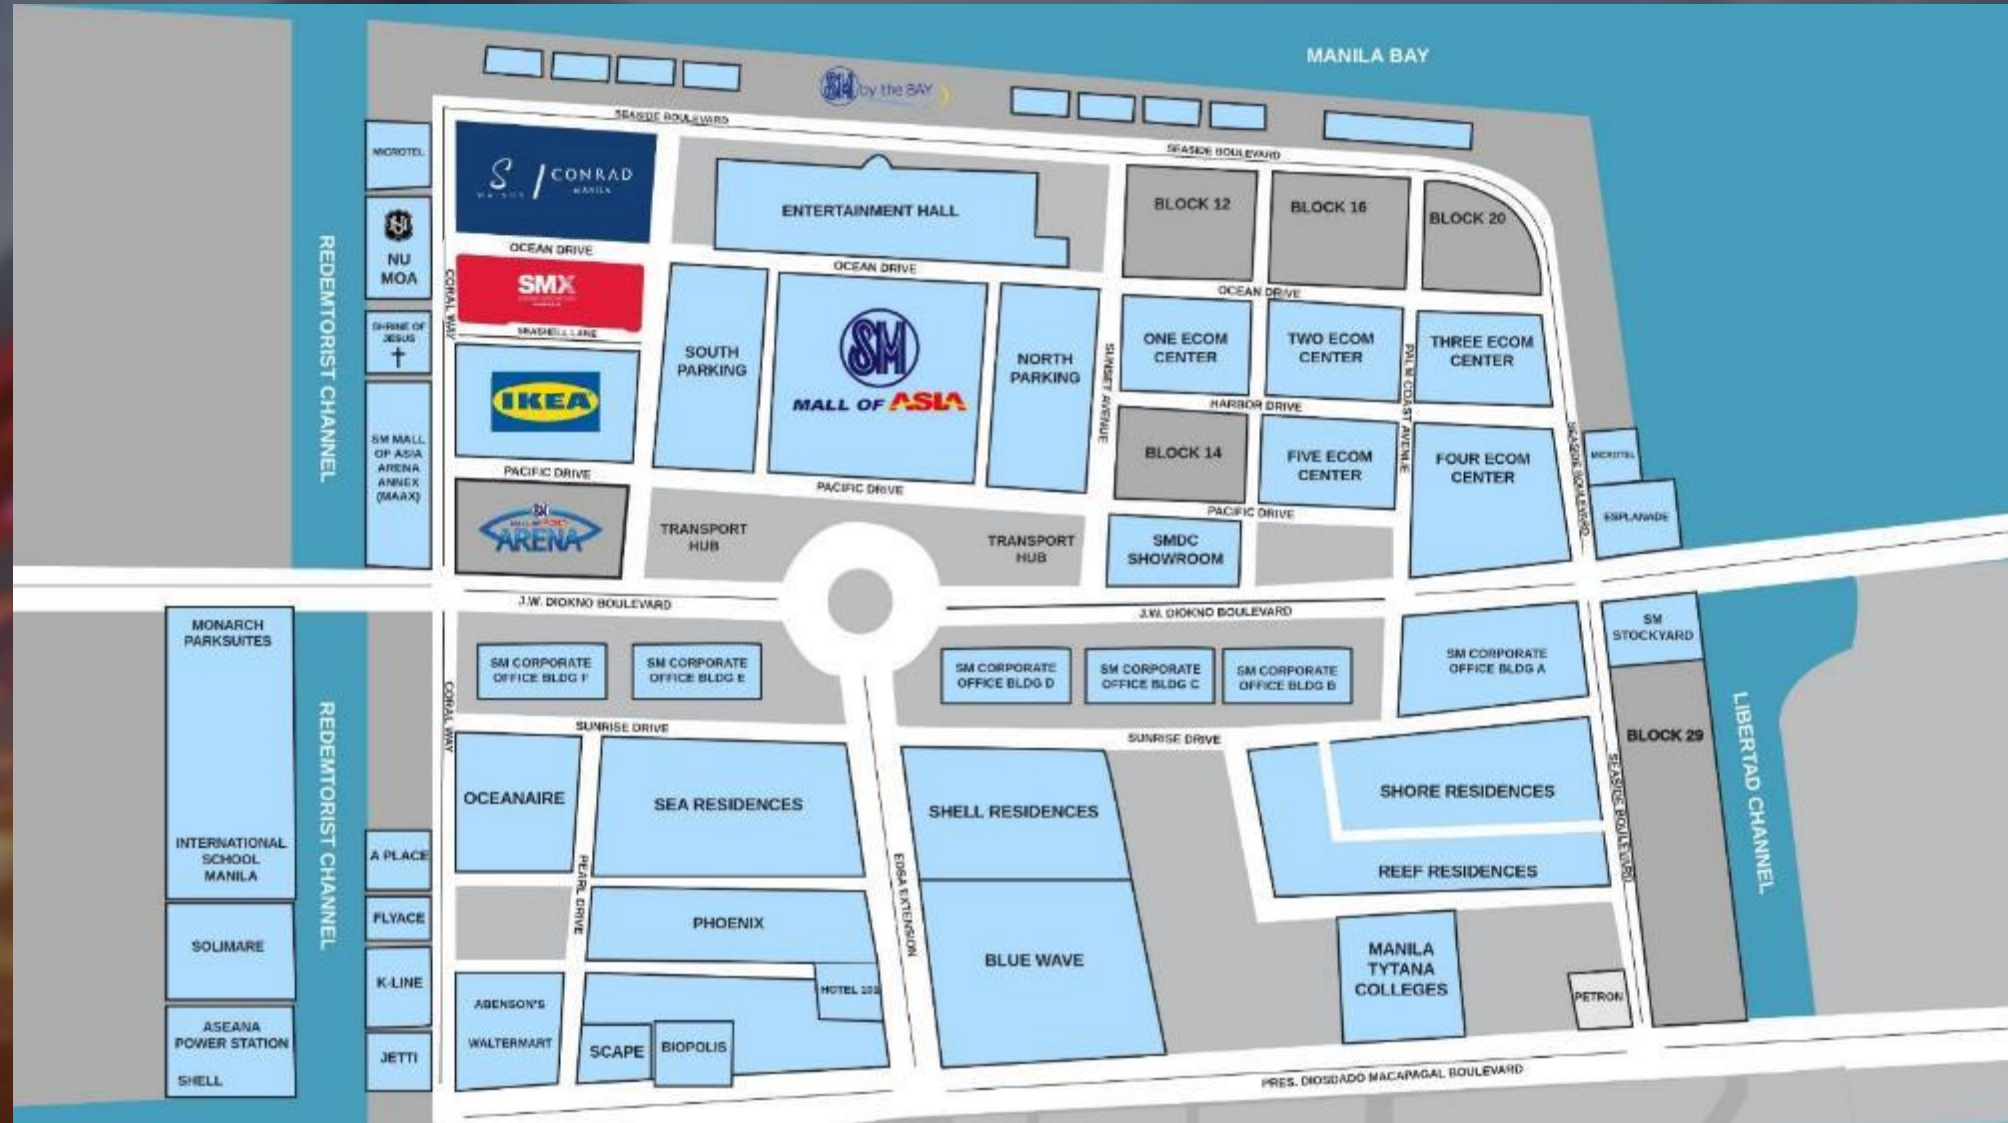 MANILA BAY
SM by the BAY
SEASIDE BOULEVARD
SEASIDE BOULEVARD
MICROTEL
S
MAISON
CONRAD
MANILA
ENTERTAINMENT HALL
BLOCK 12
BLOCK 16
BLOCK 20
REDEMTORIST CHANNEL
NU
MOA
CORAL WAY
OCEAN DRIVE
OCEAN DRIVE
OCEAN DRIVE
SMX
SEASHELL LANE
SHRINE OF
JESUS
IKEA
SOUTH
PARKING
SM
MALL OF ASIA
NORTH
PARKING
SUNSET AVENUE
ONE ECOM
CENTER
TWO ECOM
CENTER
PALM COAST AVENUE
THREE ECOM
CENTER
HARBOR DRIVE
SM MALL
OF ASIA
ARENA
ANNEX
(MAAX)
BLOCK 14
FIVE ECOM
CENTER
FOUR ECOM
CENTER
SEASIDE BOULEVARD
MICROTEL
ESPLANADE
PACIFIC DRIVE
PACIFIC DRIVE
PACIFIC DRIVE
SM
MALL OF ASIA
ARENA
TRANSPORT
HUB
TRANSPORT
HUB
SMDC
SHOWROOM
J.W. DIOKNO BOULEVARD
J.W. DIOKNO BOULEVARD
MONARCH
PARKSUITES
SM CORPORATE
OFFICE BLDG F
SM CORPORATE
OFFICE BLDG E
SM CORPORATE
OFFICE BLDG D
SM CORPORATE
OFFICE BLDG C
SM CORPORATE
OFFICE BLDG B
SM CORPORATE
OFFICE BLDG A
SM
STOCKYARD
REDEMTORIST CHANNEL
CORAL WAY
SUNRISE DRIVE
SUNRISE DRIVE
BLOCK 29
LIBERTAD CHANNEL
OCEANAIRE
SEA RESIDENCES
SHELL RESIDENCES
SHORE RESIDENCES
SEASIDE BOULEVARD
INTERNATIONAL
SCHOOL
MANILA
A PLACE
PEARL DRIVE
EDSA EXTENSION
REEF RESIDENCES
FLYACE
PHOENIX
SOLIMARE
BLUE WAVE
MANILA
TYTANA
COLLEGES
K-LINE
ABENSON'S
WALTERMART
HOTEL 101
PETRON
ASEANA
POWER STATION
SHELL
JETTI
SCAPE
BIOPOLIS
PRES. DIOSDADO MACAPAGAL BOULEVARD